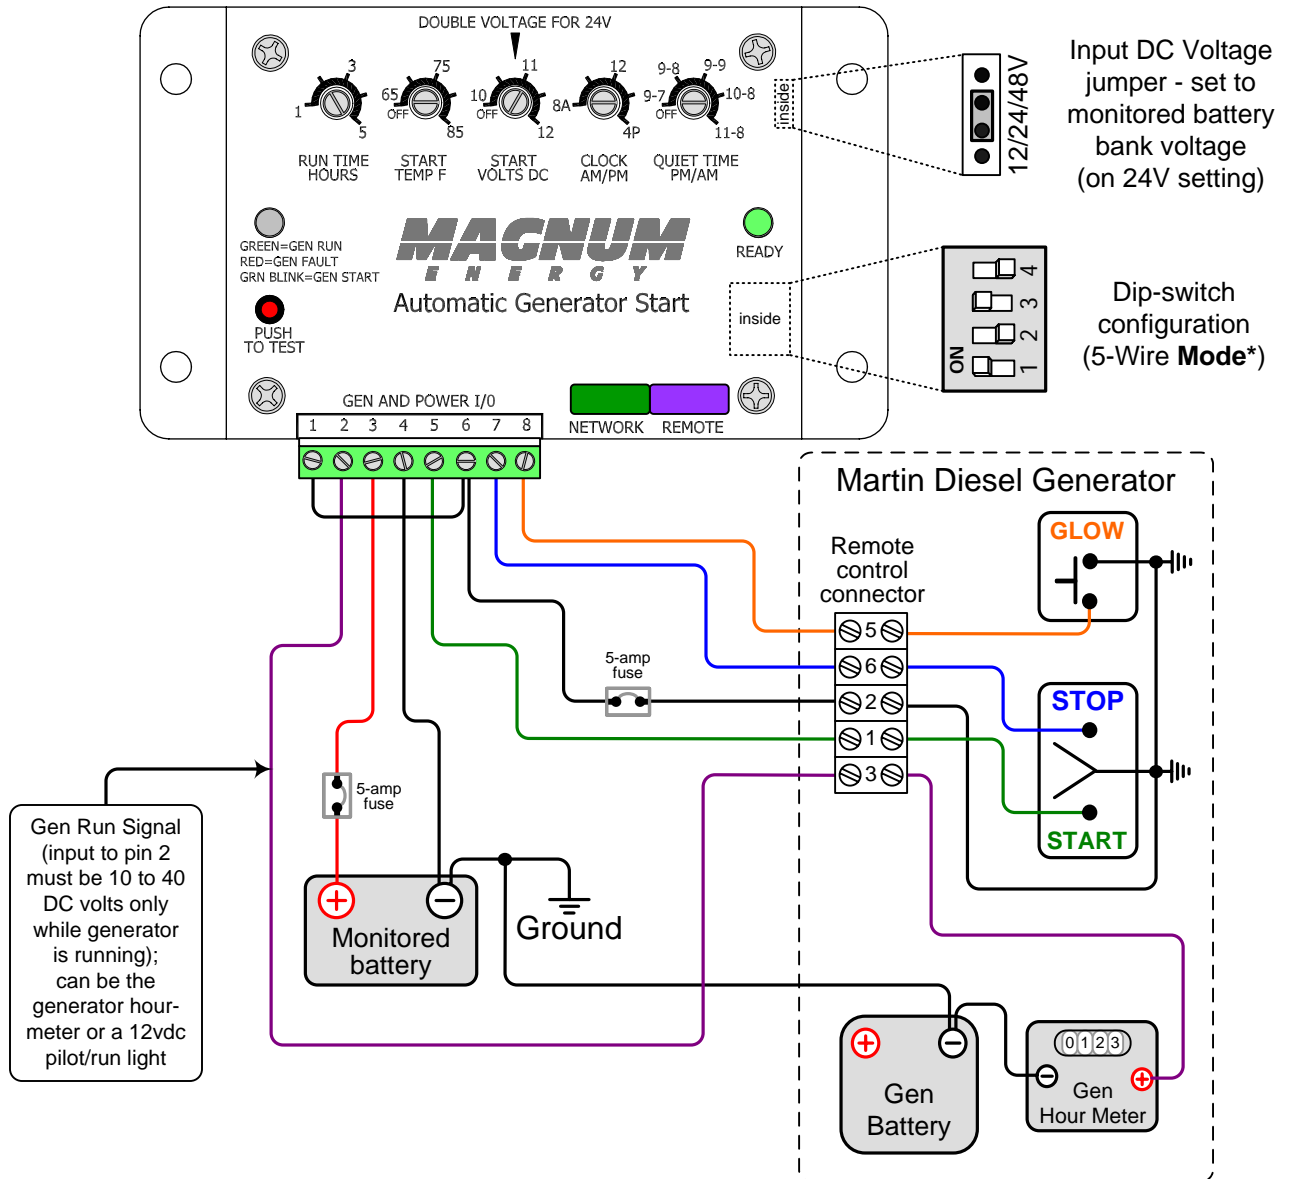 DOUBLE VOLTAGE FOR 24V
1 3 5
OFF 65 75 85
OFF 10 11 12
8A 12 4P
OFF 9-7 9-8 9-9 10-8 11-8
RUN TIME
HOURS
START
TEMP F
START
VOLTS DC
CLOCK
AM/PM
QUIET TIME
PM/AM
inside
12/24/48V
Input DC Voltage
jumper - set to
monitored battery
bank voltage
(on 24V setting)
GREEN=GEN RUN
RED=GEN FAULT
GRN BLINK=GEN START
MAGNUM
ENERGY
Automatic Generator Start
READY
PUSH
TO TEST
inside
ON
1 2 3 4
Dip-switch
configuration
(5-Wire Mode*)
GEN AND POWER I/0
1 2 3 4 5 6 7 8
NETWORK REMOTE
Martin Diesel Generator
Remote
control
connector
5
6
2
1
3
GLOW
STOP
START
5-amp
fuse
5-amp
fuse
Gen Run Signal
(input to pin 2
must be 10 to 40
DC volts only
while generator
is running);
can be the
generator hour-
meter or a 12vdc
pilot/run light
+ −
Monitored
battery
Ground
+ −
Gen
Battery
0 1 2 3
− +
Gen
Hour Meter